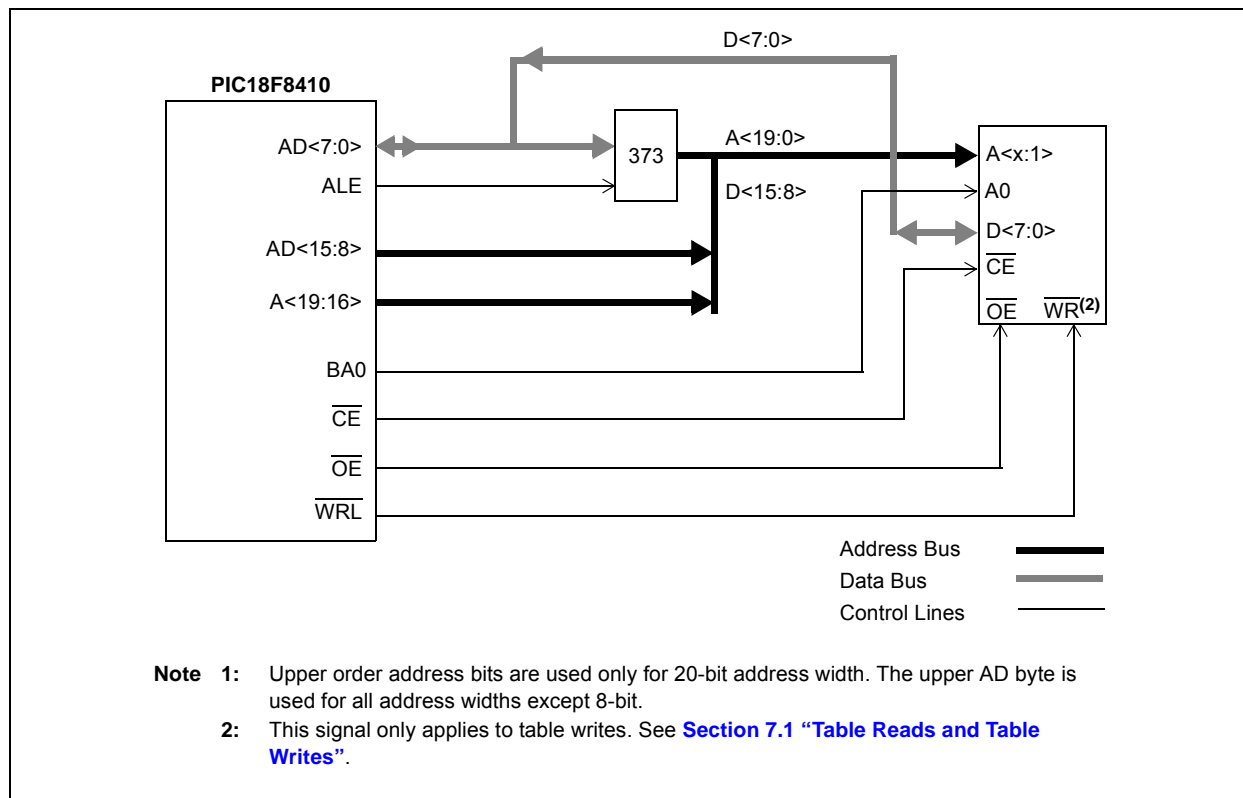 D<7:0>
PIC18F8410
AD<7:0>
373
A<19:0>
A<x:1>
ALE
D<15:8>
A0
AD<15:8>
D<7:0>
CE
A<19:16>
OE WR(2)
BA0
CE
OE
WRL
Address Bus
Data Bus
Control Lines
Note 1: Upper order address bits are used only for 20-bit address width. The upper AD byte is
used for all address widths except 8-bit.
2: This signal only applies to table writes. See Section 7.1 “Table Reads and Table
Writes”.